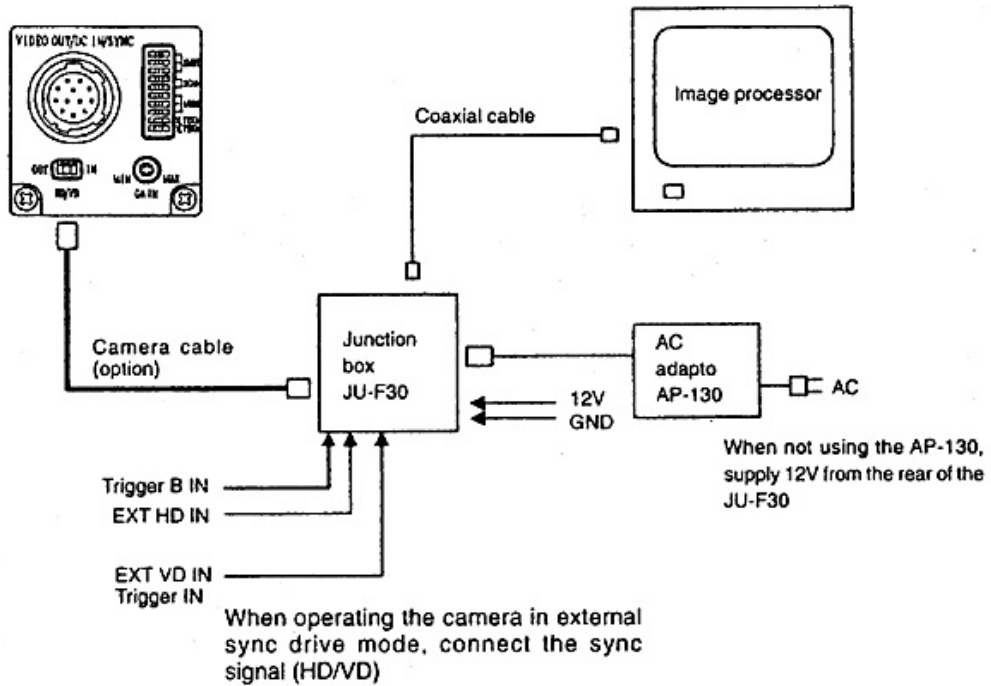 VIDEO OUT/DC IN/SYNC
OUT IN
HD/VD
MIN MAX
GAIN
Image processor
Coaxial cable
Camera cable
(option)
Junction
box
JU-F30
AC
adapto
AP-130
AC
12V
GND
When not using the AP-130,
supply 12V from the rear of the
JU-F30
Trigger B IN
EXT HD IN
EXT VD IN
Trigger IN
When operating the camera in external
sync drive mode, connect the sync
signal (HD/VD)